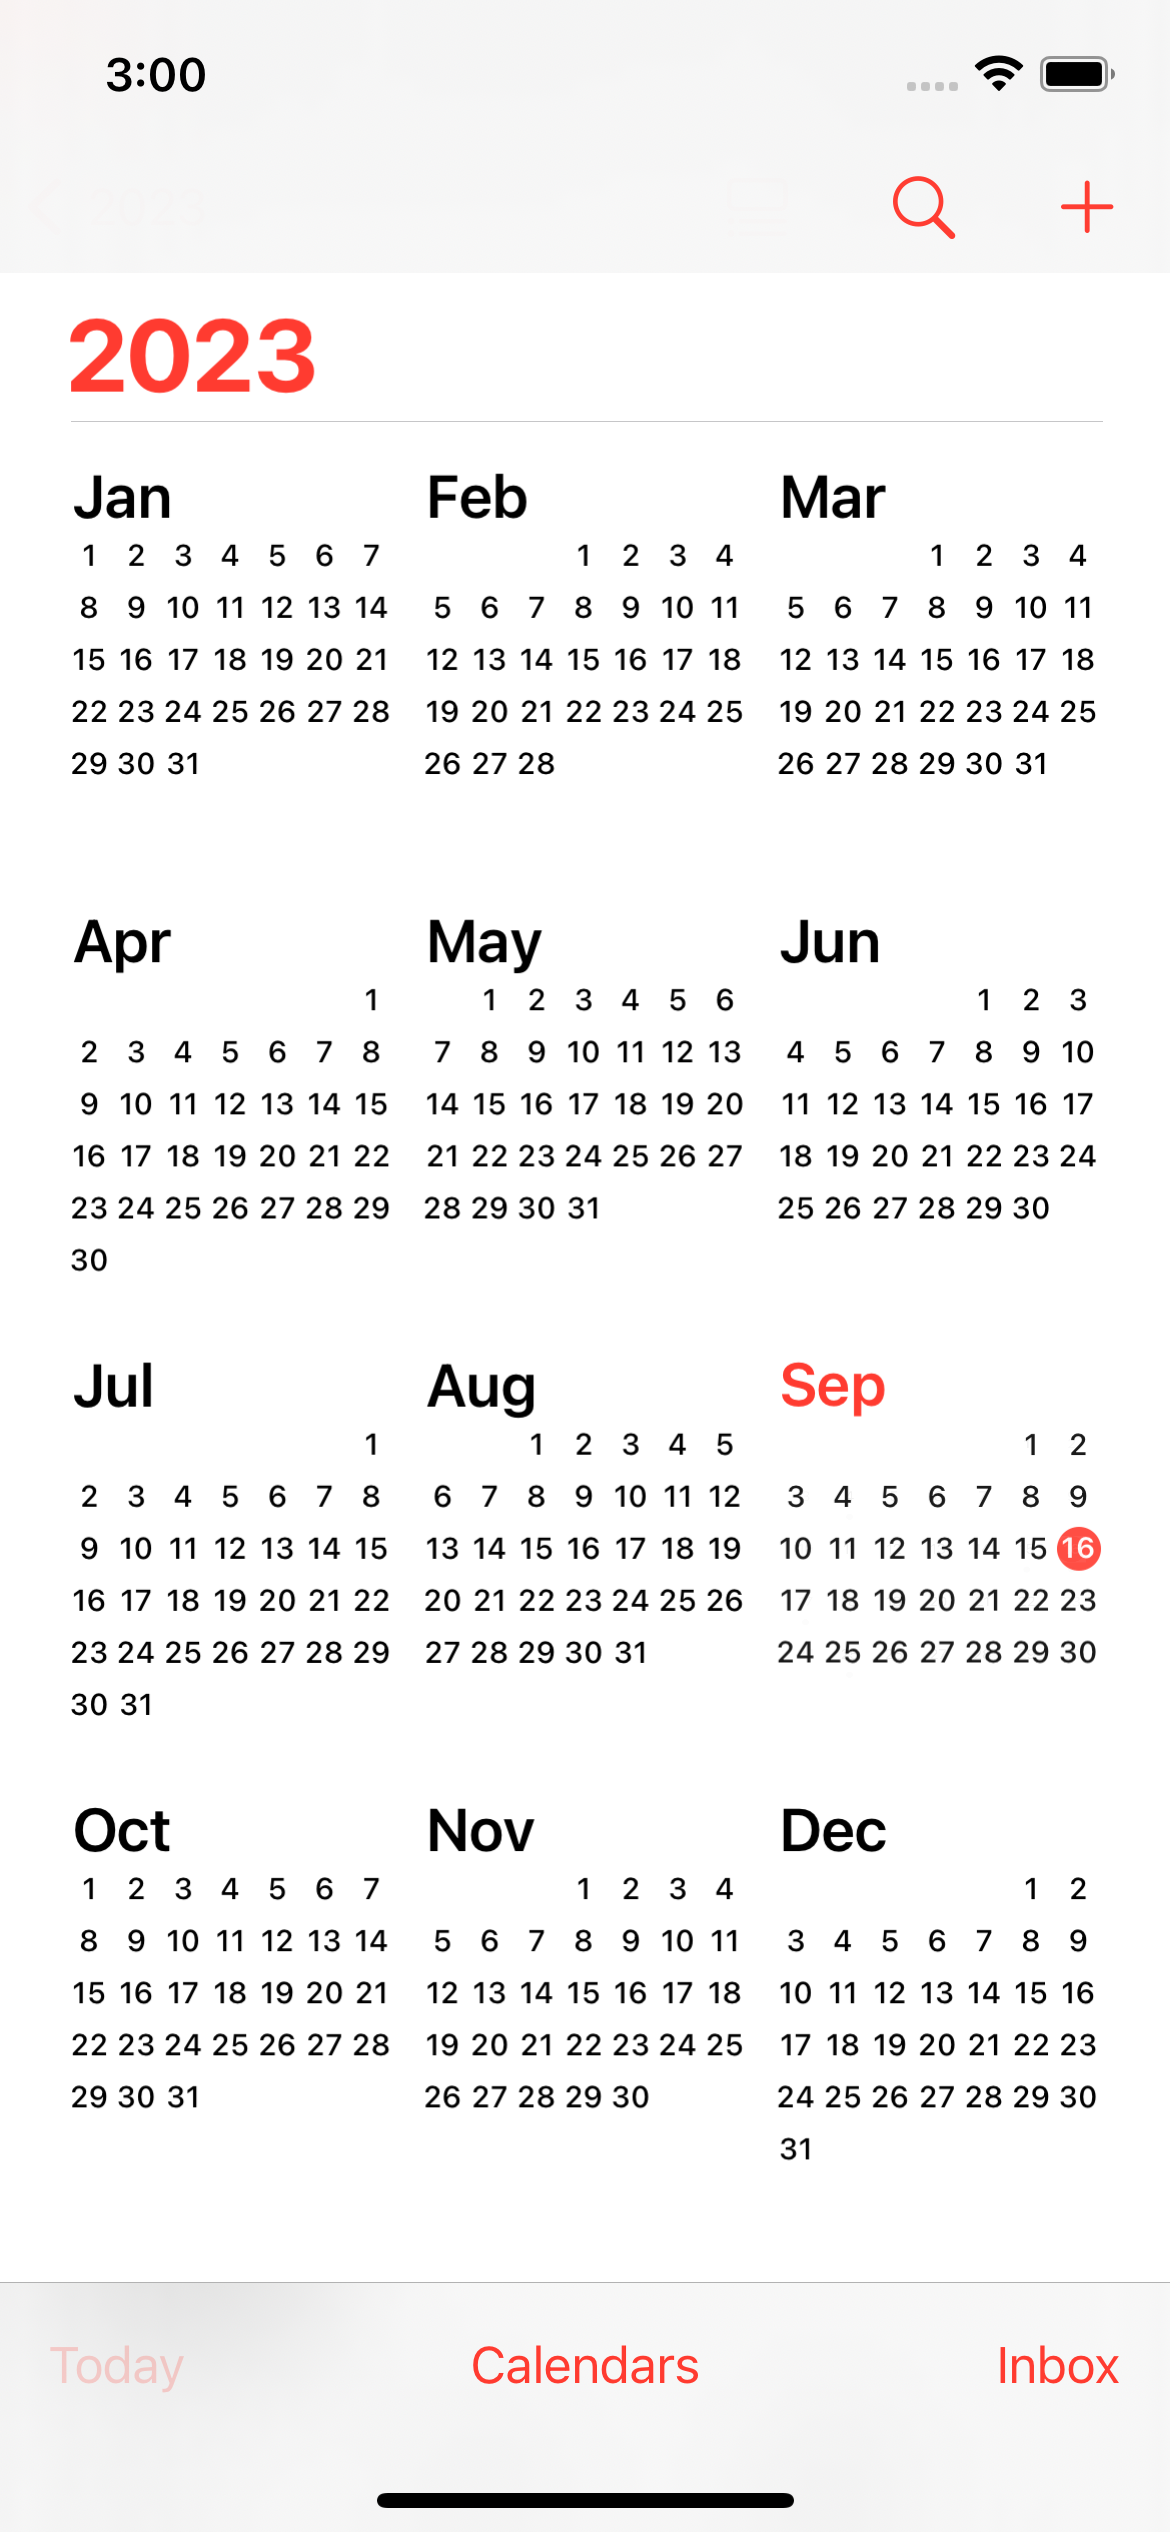 3:00
2023
Jan Feb Mar
1 2 3 4 5 6 7 1 2 3 4 1 2 3 4
8 9 10 11 12 13 14 5 6 7 8 9 10 11 5 6 7 8 9 10 11
15 16 17 18 19 20 21 12 13 14 15 16 17 18 12 13 14 15 16 17 18
22 23 24 25 26 27 28 19 20 21 22 23 24 25 19 20 21 22 23 24 25
29 30 31 26 27 28 26 27 28 29 30 31
Apr May Jun
1 1 2 3 4 5 6 1 2 3
2 3 4 5 6 7 8 7 8 9 10 11 12 13 4 5 6 7 8 9 10
9 10 11 12 13 14 15 14 15 16 17 18 19 20 11 12 13 14 15 16 17
16 17 18 19 20 21 22 21 22 23 24 25 26 27 18 19 20 21 22 23 24
23 24 25 26 27 28 29 28 29 30 31 25 26 27 28 29 30
30
Jul Aug Sep
1 1 2 3 4 5 1 2
2 3 4 5 6 7 8 6 7 8 9 10 11 12 3 4 5 6 7 8 9
9 10 11 12 13 14 15 13 14 15 16 17 18 19 10 11 12 13 14 15 16
16 17 18 19 20 21 22 20 21 22 23 24 25 26 17 18 19 20 21 22 23
23 24 25 26 27 28 29 27 28 29 30 31 24 25 26 27 28 29 30
30 31
Oct Nov Dec
1 2 3 4 5 6 7 1 2 3 4 1 2
8 9 10 11 12 13 14 5 6 7 8 9 10 11 3 4 5 6 7 8 9
15 16 17 18 19 20 21 12 13 14 15 16 17 18 10 11 12 13 14 15 16
22 23 24 25 26 27 28 19 20 21 22 23 24 25 17 18 19 20 21 22 23
29 30 31 26 27 28 29 30 24 25 26 27 28 29 30
31
Today Calendars Inbox